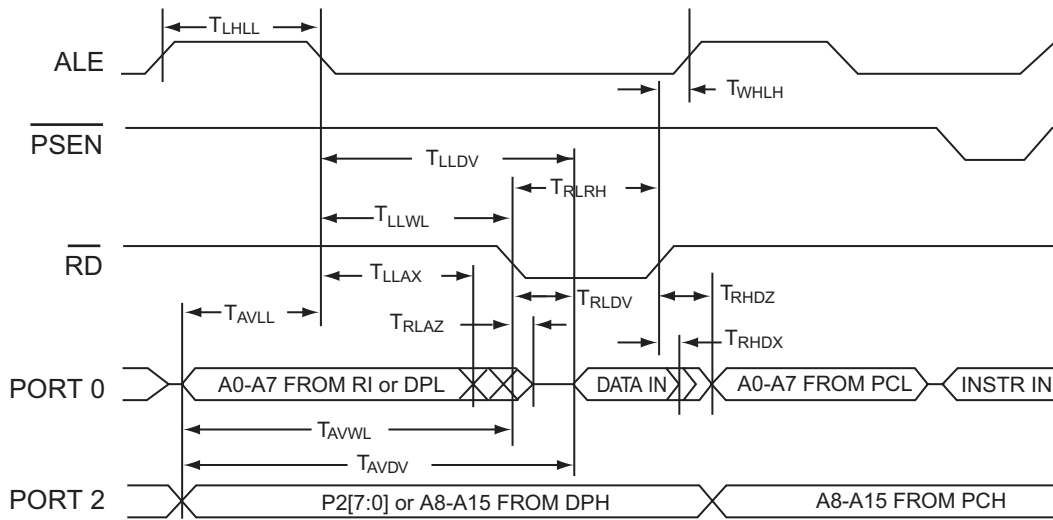 TLHLL
ALE
TWHLH
PSEN
TLLDV
TRLRH
TLLWL
RD
TLLAX
TRLDV
TRHDZ
TAVLL
TRLAZ
TRHDX
PORT 0
A0-A7 FROM RI or DPL
DATA IN
A0-A7 FROM PCL
INSTR IN
TAVWL
TAVDV
PORT 2
P2[7:0] or A8-A15 FROM DPH
A8-A15 FROM PCH